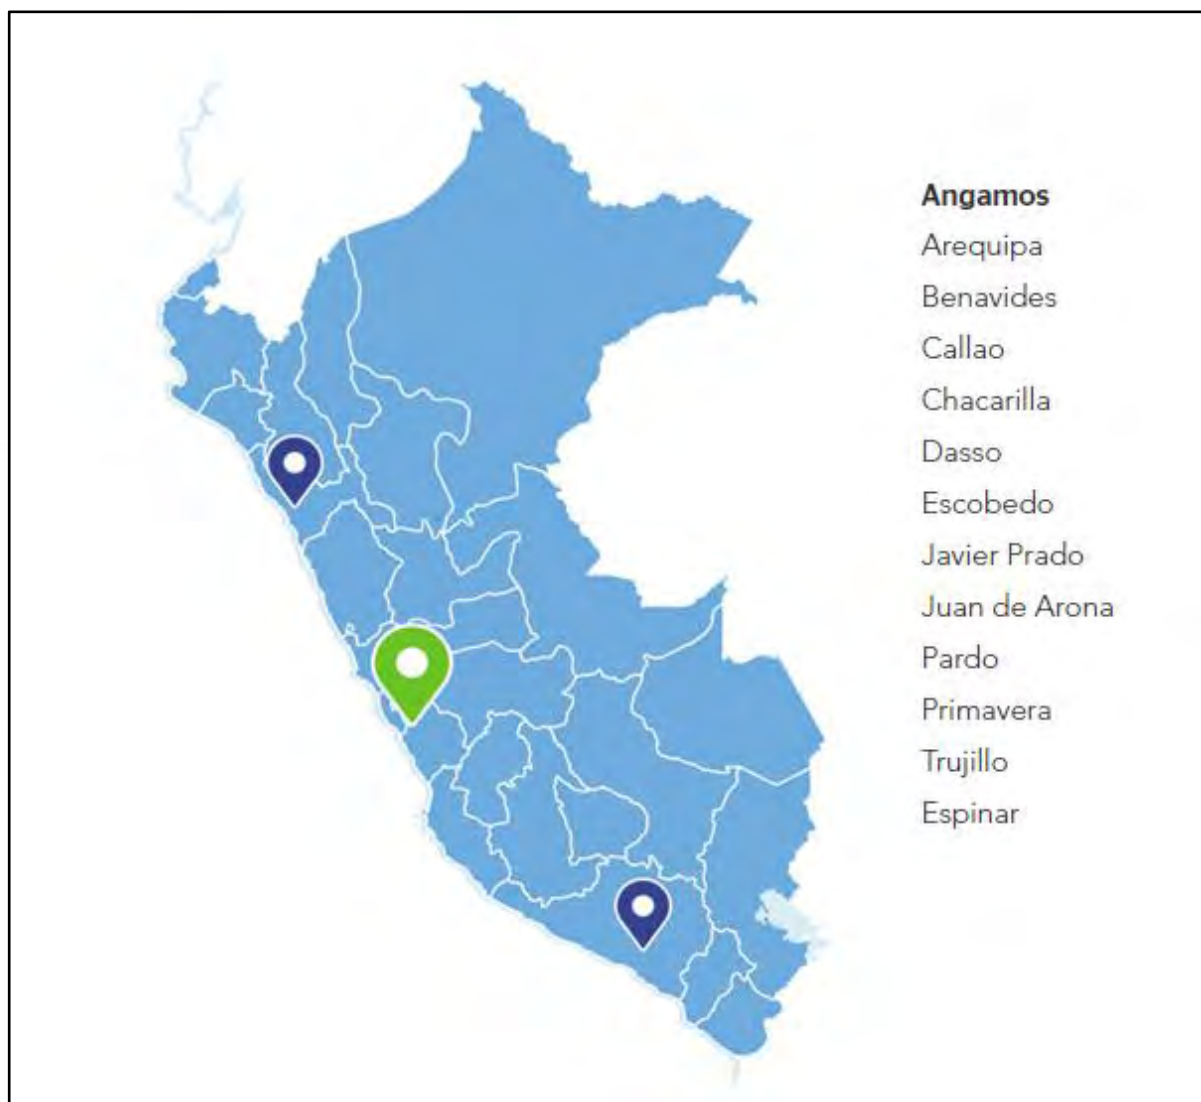 Angamos
Arequipa
Benavides
Callao
Chacarilla
Dasso
Escobedo
Javier Prado
Juan de Arona
Pardo
Primavera
Trujillo
Espinar